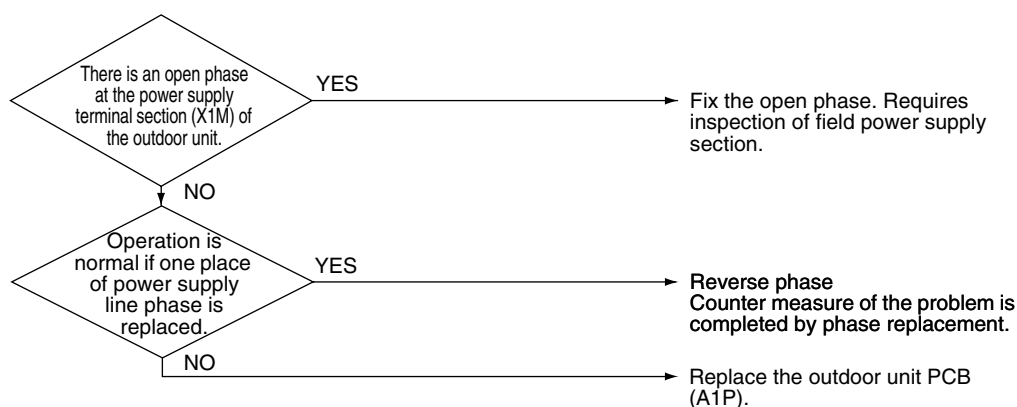 There is an open phase
at the power supply
terminal section (X1M) of
the outdoor unit.
YES
Fix the open phase. Requires
inspection of field power supply
section.
NO
Operation is
normal if one place
of power supply
line phase is
replaced.
YES
Reverse phase
Counter measure of the problem is
completed by phase replacement.
NO
Replace the outdoor unit PCB
(A1P).